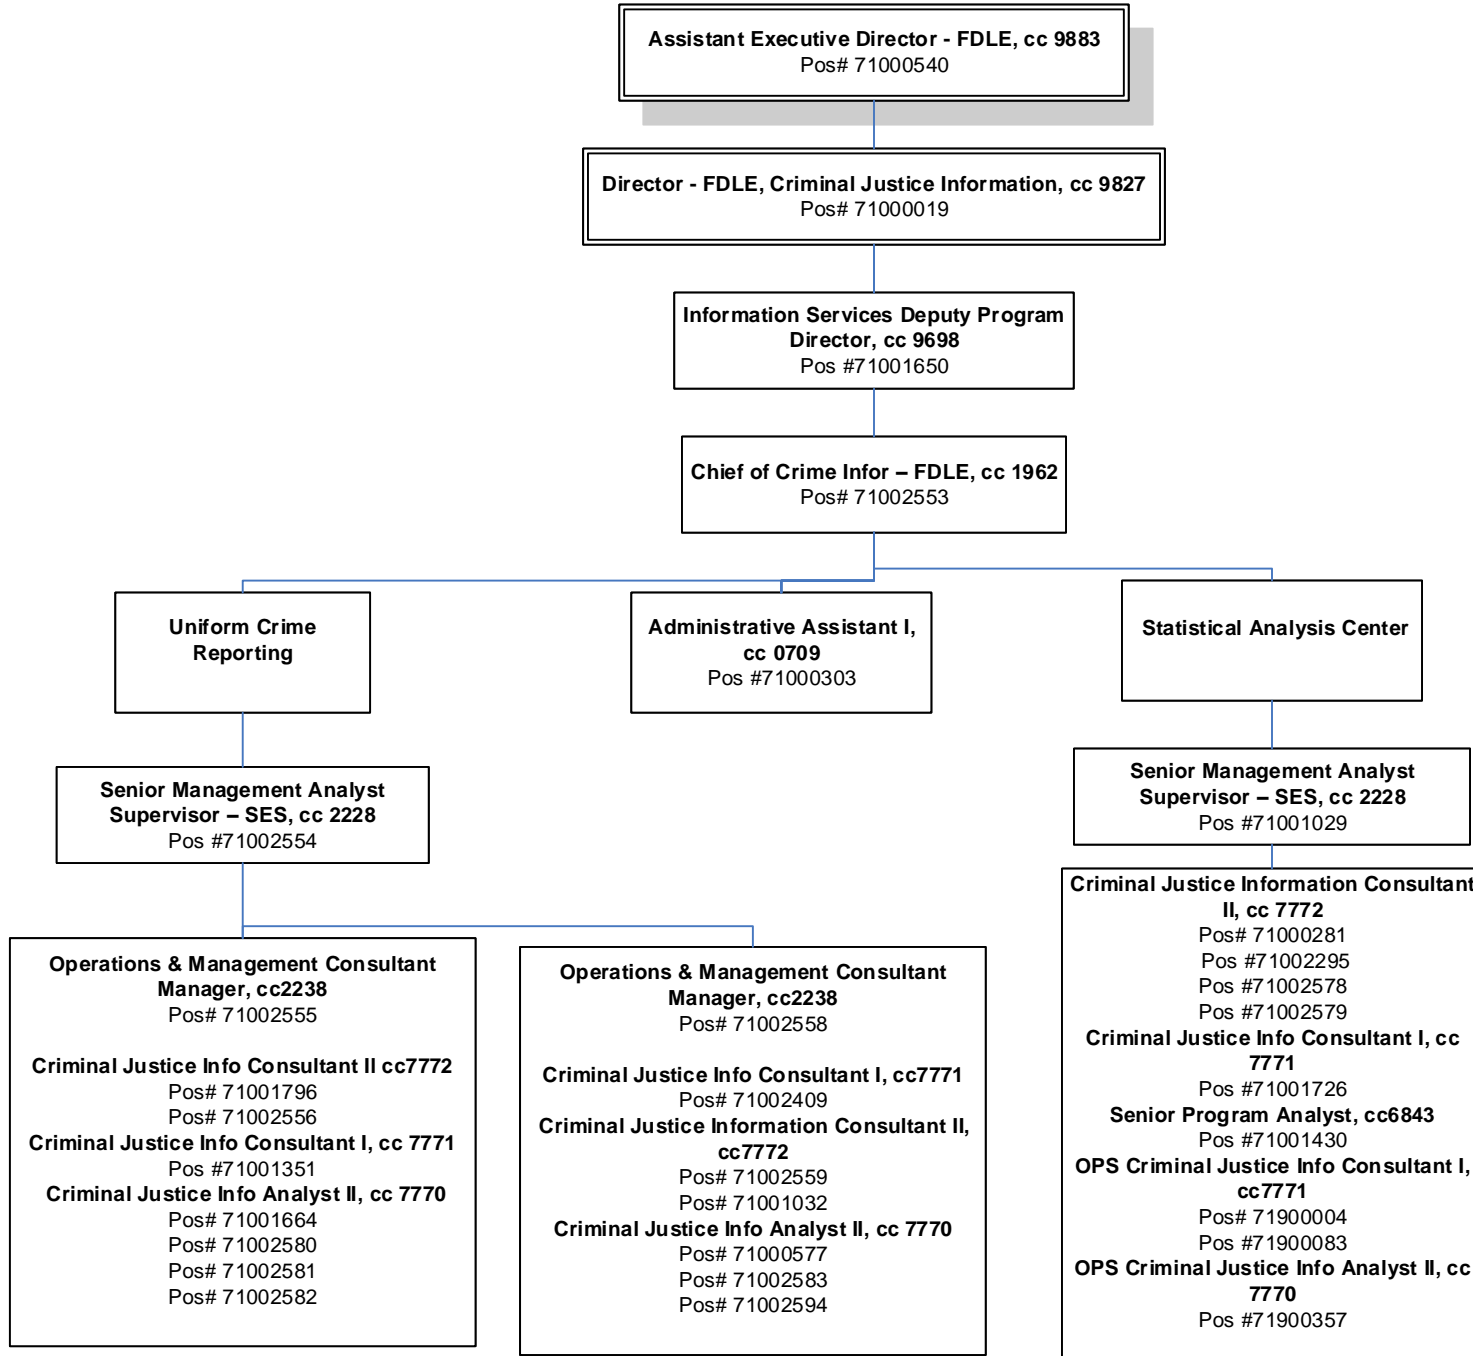 Assistant Executive Director - FDLE, cc 9883
Pos# 71000540
Director - FDLE, Criminal Justice Information, cc 9827
Pos# 71000019
Information Services Deputy Program
Director, cc 9698
Pos #71001650
Chief of Crime Infor – FDLE, cc 1962
Pos# 71002553
Uniform Crime
Reporting
Administrative Assistant I,
cc 0709
Pos #71000303
Statistical Analysis Center
Senior Management Analyst
Supervisor – SES, cc 2228
Pos #71002554
Senior Management Analyst
Supervisor – SES, cc 2228
Pos #71001029
Operations & Management Consultant
Manager, cc2238
Pos# 71002555
Criminal Justice Info Consultant II cc7772
Pos# 71001796
Pos# 71002556
Criminal Justice Info Consultant I, cc 7771
Pos #71001351
Criminal Justice Info Analyst II, cc 7770
Pos# 71001664
Pos# 71002580
Pos# 71002581
Pos# 71002582
Operations & Management Consultant
Manager, cc2238
Pos# 71002558
Criminal Justice Info Consultant I, cc7771
Pos# 71002409
Criminal Justice Information Consultant II,
cc7772
Pos# 71002559
Pos# 71001032
Criminal Justice Info Analyst II, cc 7770
Pos# 71000577
Pos# 71002583
Pos# 71002594
Criminal Justice Information Consultant
II, cc 7772
Pos# 71000281
Pos #71002295
Pos #71002578
Pos #71002579
Criminal Justice Info Consultant I, cc
7771
Pos #71001726
Senior Program Analyst, cc6843
Pos #71001430
OPS Criminal Justice Info Consultant I,
cc7771
Pos# 71900004
Pos #71900083
OPS Criminal Justice Info Analyst II, cc
7770
Pos #71900357